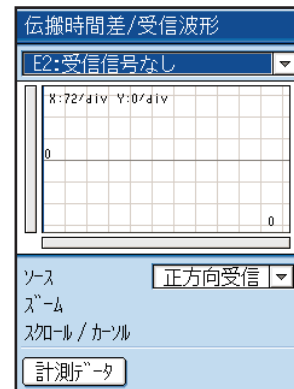 伝搬時間差/受信波形
E2:受信信号なし
X:72/div Y:0/div
0
0
ソース 正方向受信
ズーム
スクロール / カーソル
計測データ